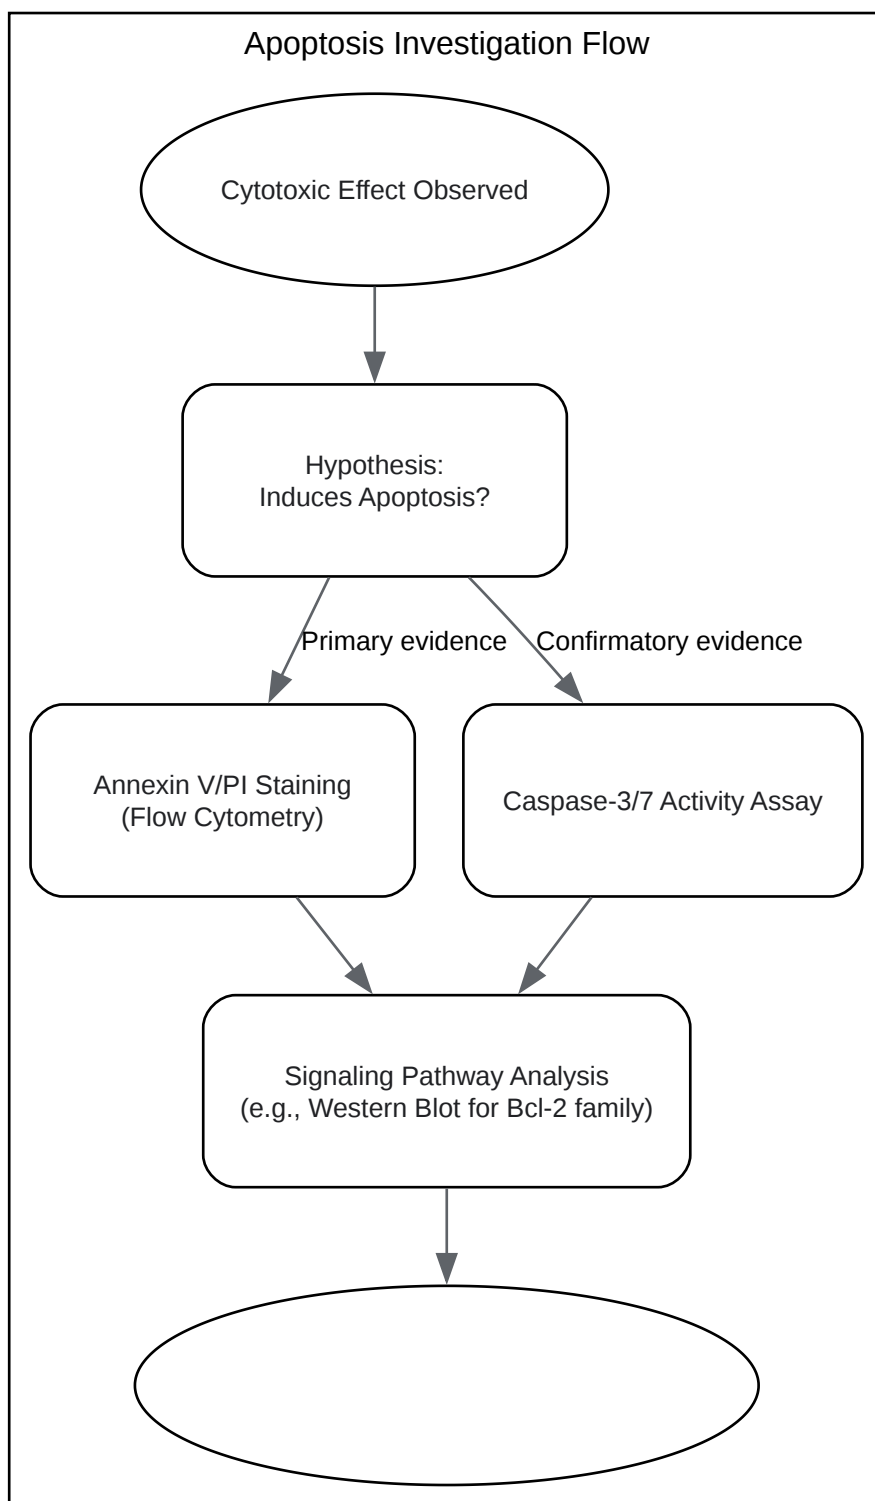 Apoptosis Investigation Flow
Cytotoxic Effect Observed
Hypothesis:
Induces Apoptosis?
Primary evidence
Confirmatory evidence
Annexin V/PI Staining
(Flow Cytometry)
Caspase-3/7 Activity Assay
Signaling Pathway Analysis
(e.g., Western Blot for Bcl-2 family)